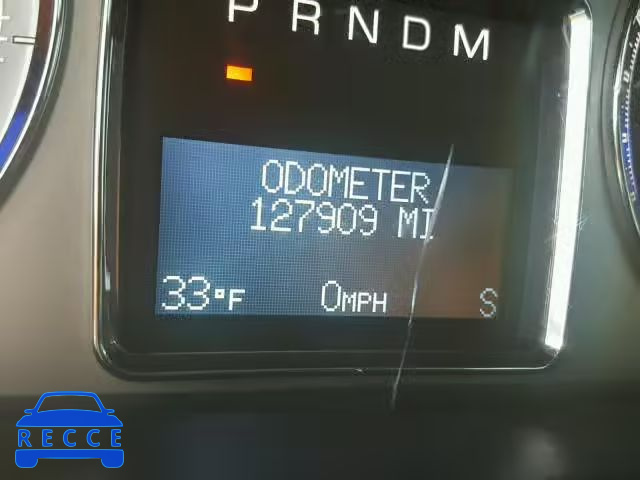 P R N D M
ODOMETER
127909 MI
33°F 0MPH S
RECCE